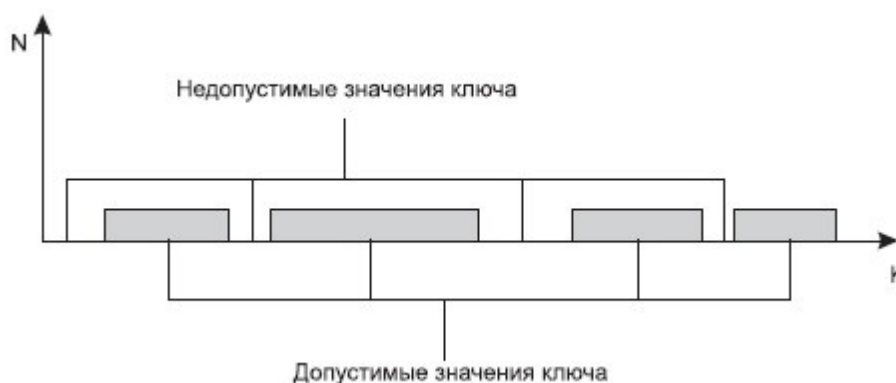 N
Недопустимые значения ключа
K
Допустимые значения ключа